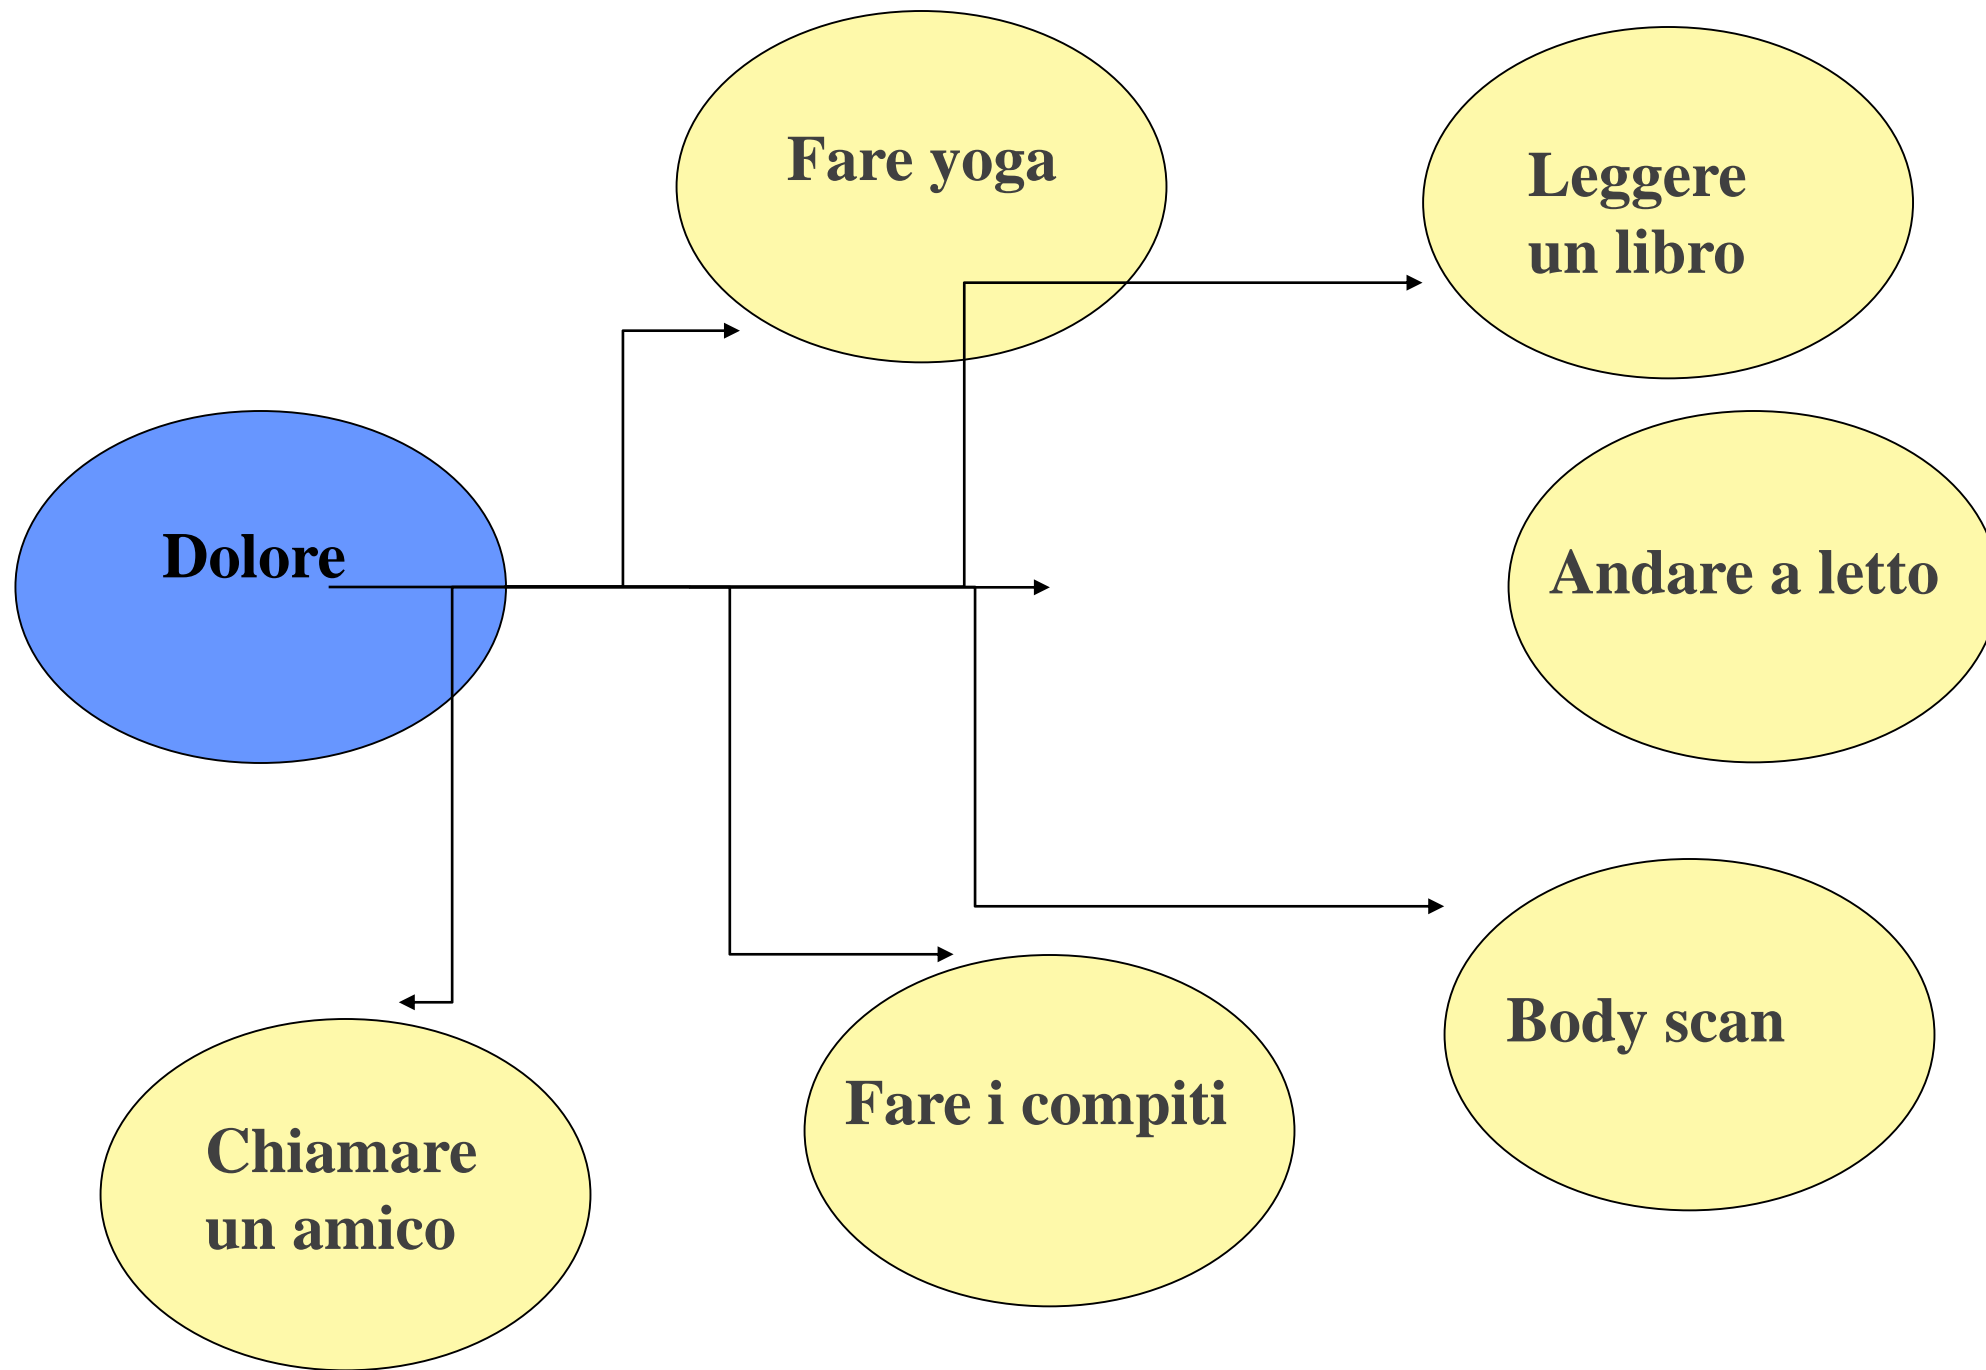 Fare yoga
Leggere
un libro
Dolore
Andare a letto
Body scan
Fare i compiti
Chiamare
un amico